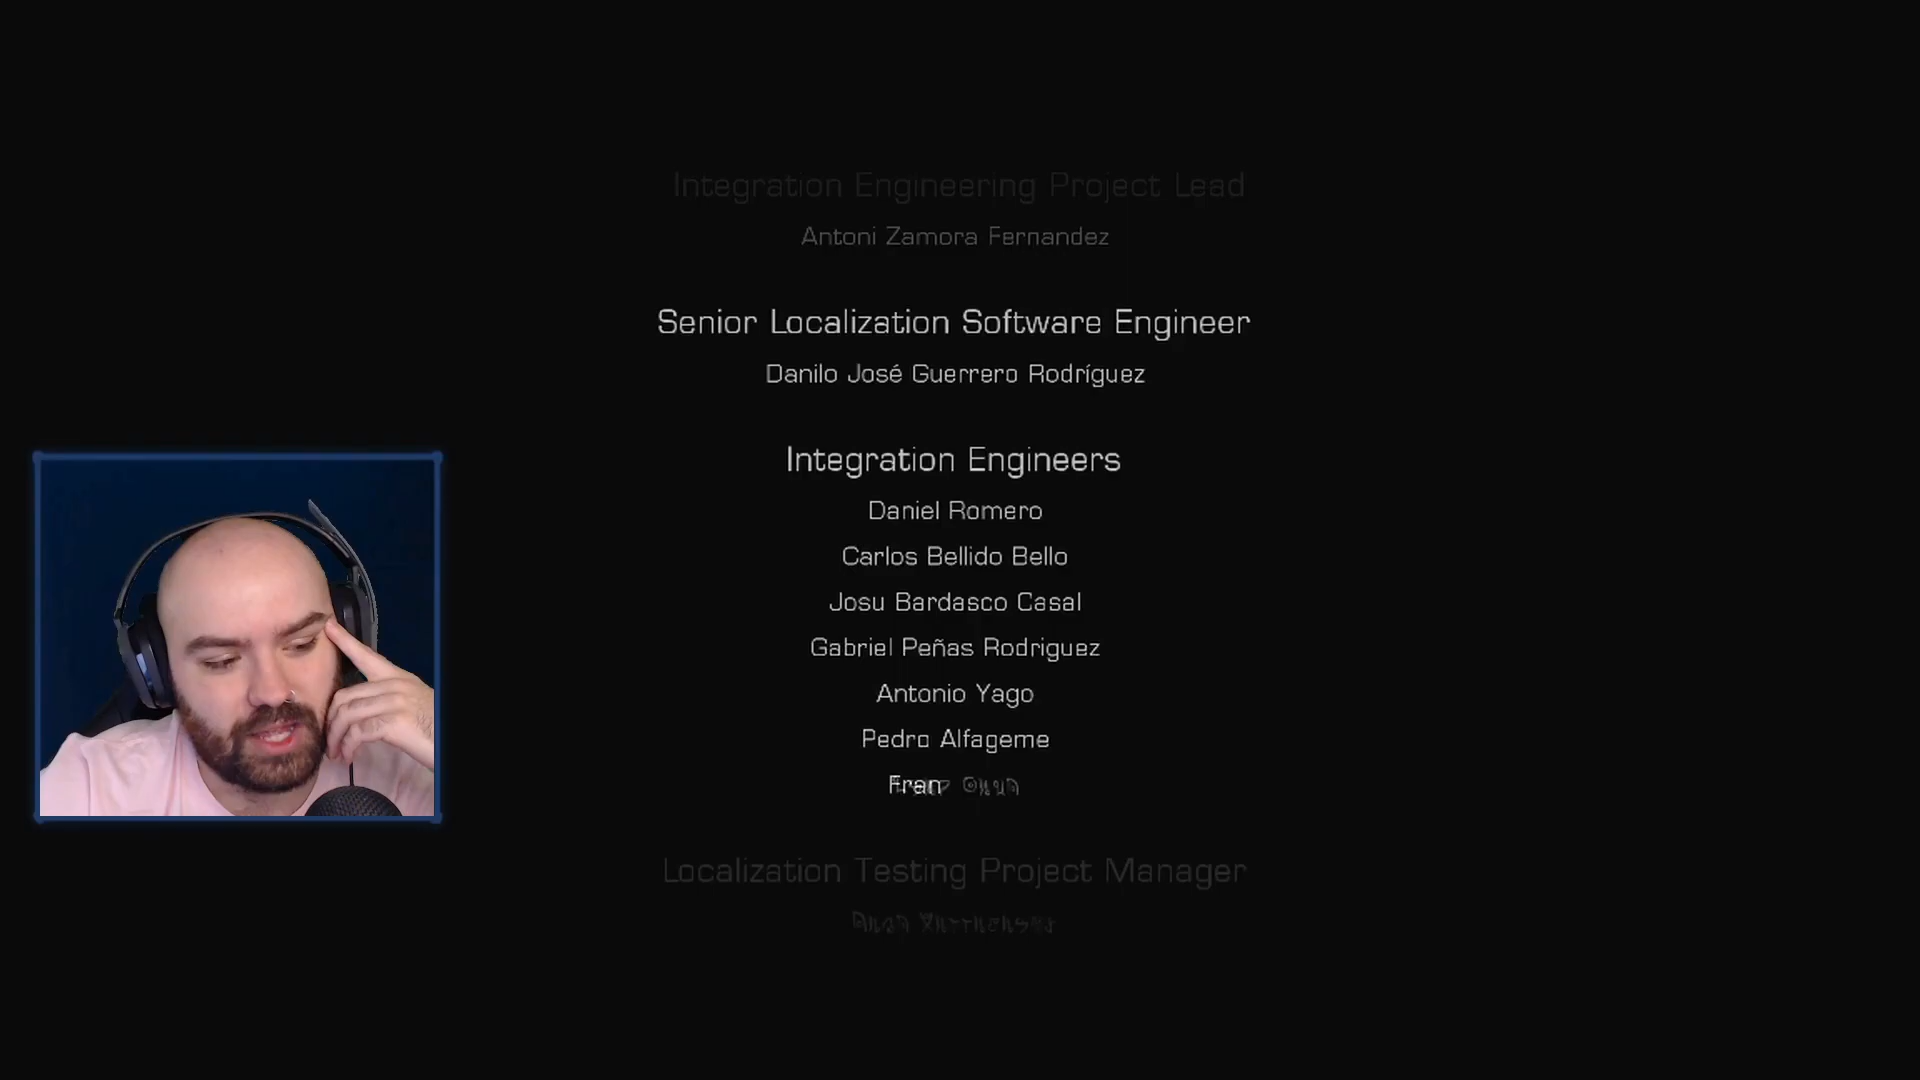 Integration Engineering Project Lead
Antoni Zamora Fernandez
Senior Localization Software Engineer
Danilo José Guerrero Rodríguez
Integration Engineers
Daniel Romero
Carlos Bellido Bello
Josu Bardasco Casal
Gabriel Peñas Rodriguez
Antonio Yago
Pedro Alfageme
Fran
Localization Testing Project Manager